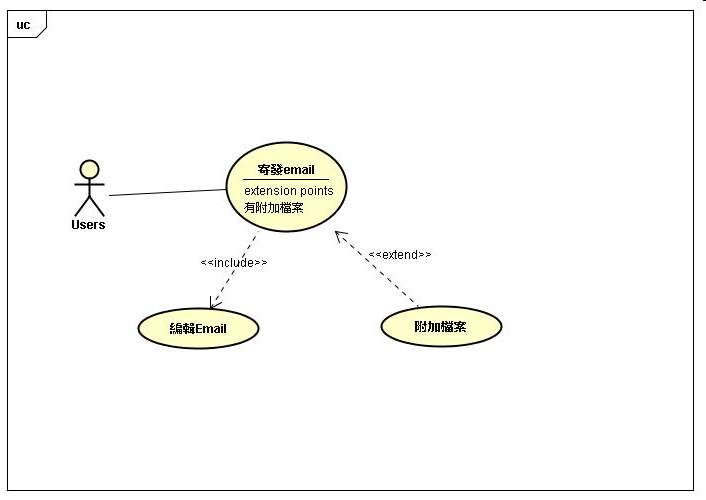 uc
寄發email
extension points
有附加檔案
Users
<<include>>
<<extend>>
編輯Email
附加檔案